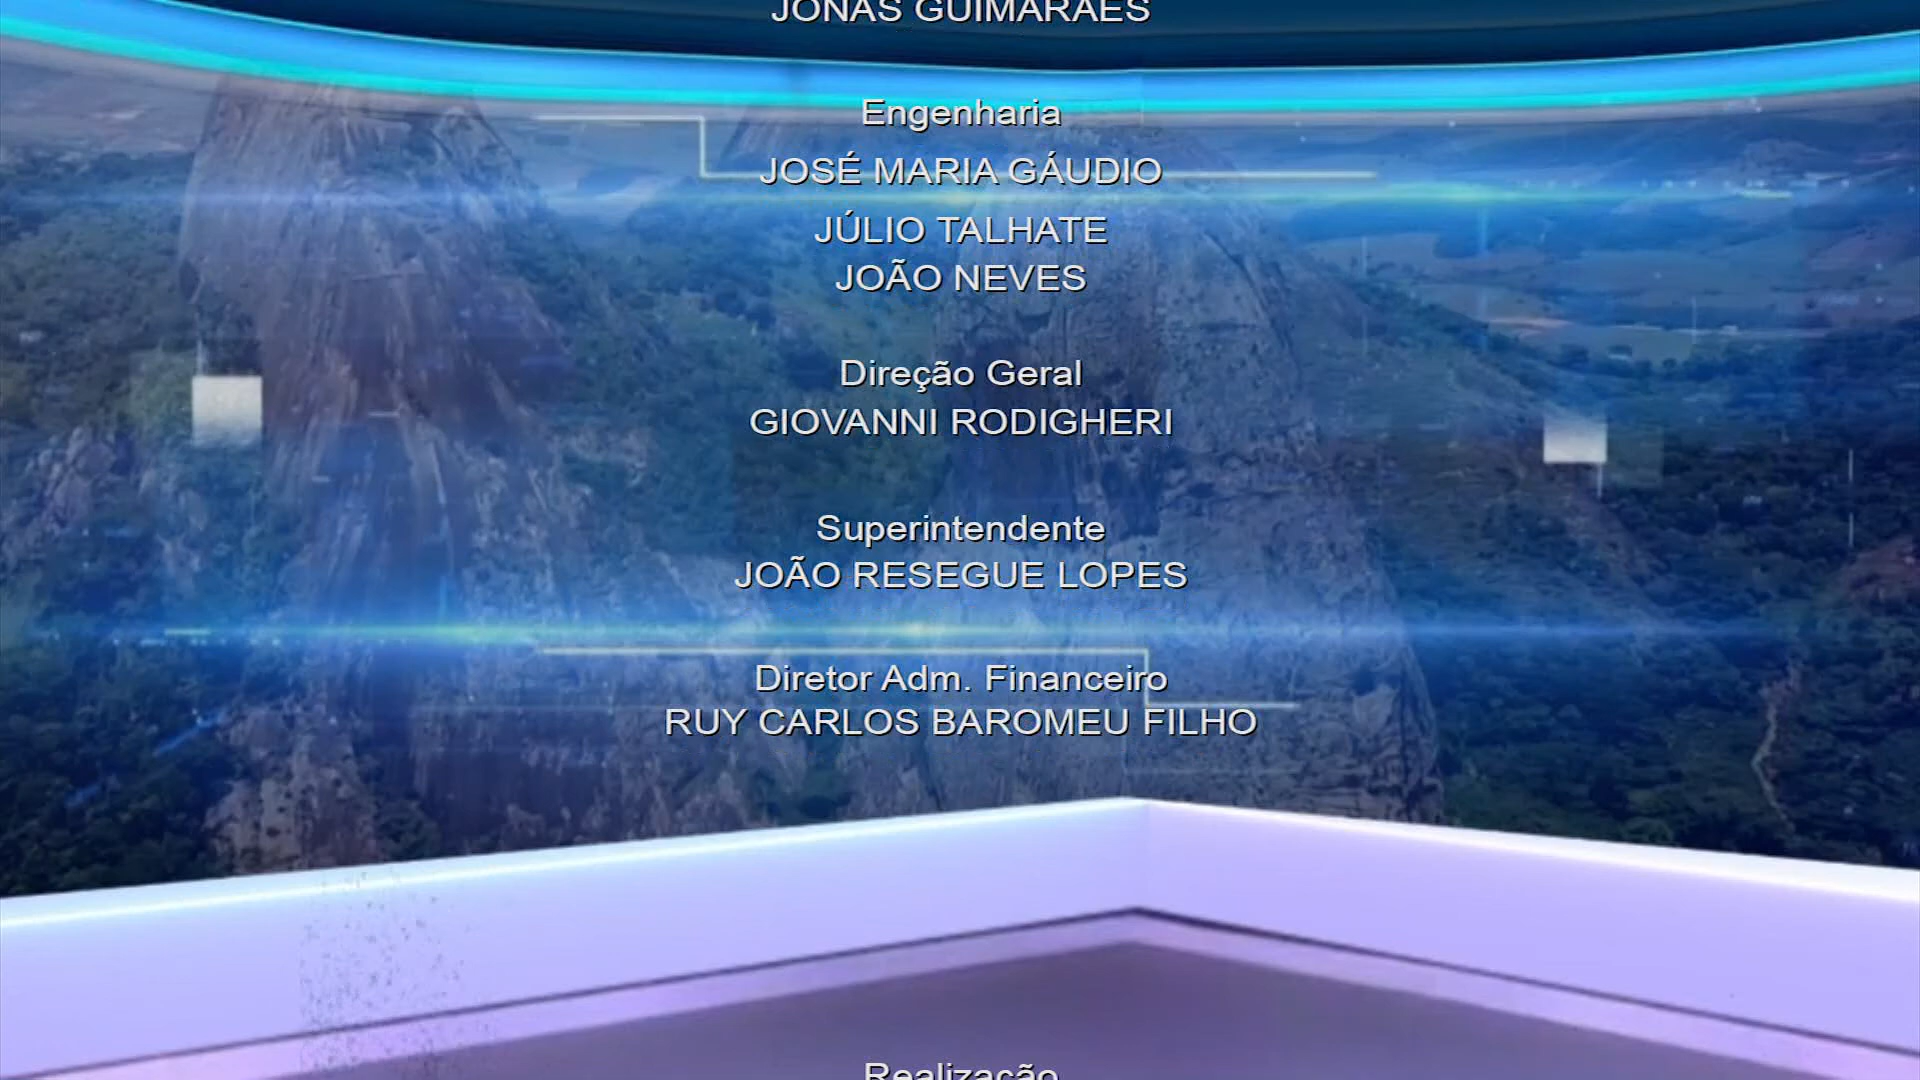 JONAS GUIMARÃES
Engenharia
JOSÉ MARIA GÁUDIO
JÚLIO TALHATE
JOÃO NEVES
Direção Geral
GIOVANNI RODIGHERI
Superintendente
JOÃO RESEGUE LOPES
Diretor Adm. Financeiro
RUY CARLOS BAROMEU FILHO
Realização